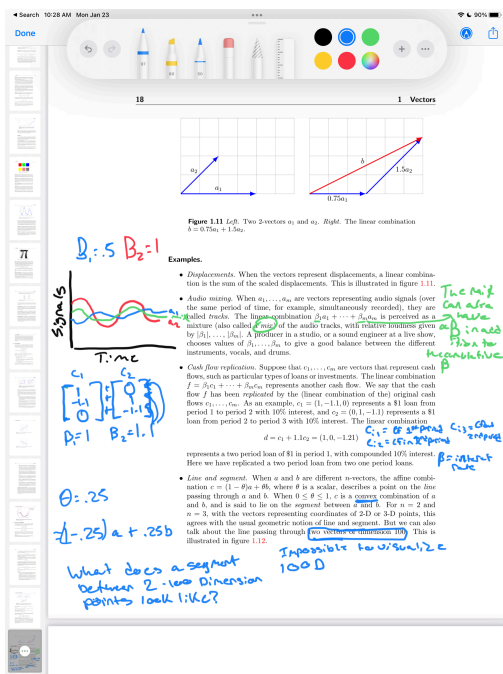 Search 10:28 AM Mon Jan 23
90%
Done
18
1 Vectors
a2
a1
b
1.5a2
0.75a1
Figure 1.11 Left. Two 2-vectors a1 and a2. Right. The linear combination
b = 0.75a1 + 1.5a2.
B1=.5 B2=1
Examples.
• Displacements. When the vectors represent displacements, a linear combina-
tion is the sum of the scaled displacements. This is illustrated in figure 1.11.
• Audio mixing. When a1, . . . , am are vectors representing audio signals (over
the same period of time, for example, simultaneously recorded), they are
called tracks. The linear combination β1a1 + · · · + βmam is perceived as a
mixture (also called a mix) of the audio tracks, with relative loudness given
by |β1|, . . . , |βm|. A producer in a studio, or a sound engineer at a live show,
chooses values of β1, . . . , βm to give a good balance between the different
instruments, vocals, and drums.
The mix
can also
have
a β in add
ition to
the
β
Signals
a1
a2
Time
• Cash flow replication. Suppose that c1, . . . , cm are vectors that represent cash
flows, such as particular types of loans or investments. The linear combination
f = β1c1 + · · · + βmcm represents another cash flow. We say that the cash
flow f has been replicated by the (linear combination of the) original cash
flows c1, . . . , cm. As an example, c1 = (1, −1.1, 0) represents a $1 loan from
period 1 to period 2 with 10% interest, and c2 = (0, 1, −1.1) represents a $1
loan from period 2 to period 3 with 10% interest. The linear combination
d = c1 + 1.1c2 = (1, 0, −1.21)
represents a two period loan of $1 in period 1, with compounded 10% interest.
Here we have replicated a two period loan from two one period loans.
C1 C2
1 0
-1.1 1
0 -1.1
B1=1 B2=1.1
β=interest
rate
• Line and segment. When a and b are different n-vectors, the affine combi-
nation c = (1 − θ)a + θb, where θ is a scalar, describes a point on the line
passing through a and b. When 0 ≤ θ ≤ 1, c is a convex combination of a
and b, and is said to lie on the segment between a and b. For n = 2 and
n = 3, with the vectors representing coordinates of 2-D or 3-D points, this
agrees with the usual geometric notion of line and segment. But we can also
talk about the line passing through two vectors of dimension 100. This is
illustrated in figure 1.12.
θ=.25
(1-.25)a + .25b
What does a segment
between 2 100 Dimension
points look like?
Impossible to visualize
100D